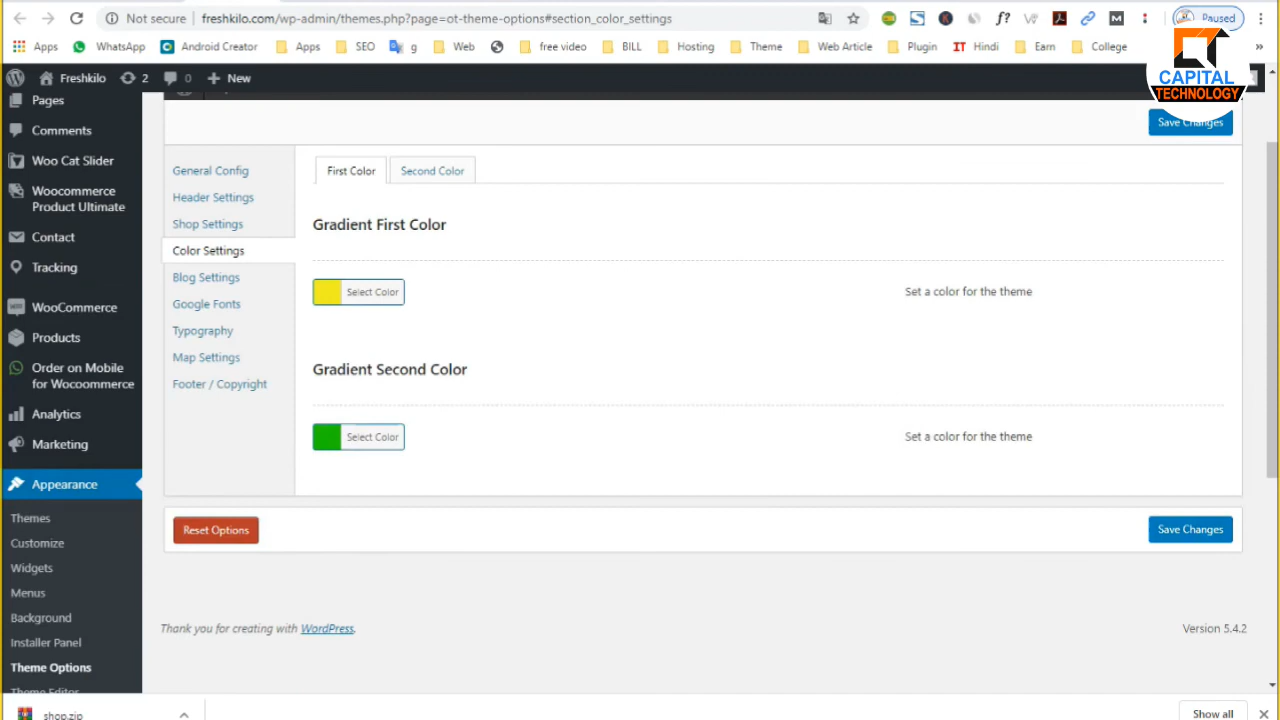 Not secure freshkilo.com/wp-admin/themes.php?page=ot-theme-options#section_color_settings Paused
Apps WhatsApp Android Creator Apps SEO g Web free video BILL Hosting Theme Web Article Plugin IT Hindi Earn College »
CAPITAL
TECHNOLOGY
Freshkilo 2 0 New
Pages
Comments
Woo Cat Slider
Woocommerce
Product Ultimate
Contact
Tracking
WooCommerce
Products
Order on Mobile
for Wocoommerce
Analytics
Marketing
Appearance
Themes
Customize
Widgets
Menus
Background
Installer Panel
Theme Options
Theme Editor
Save Changes
General Config
Header Settings
Shop Settings
Color Settings
Blog Settings
Google Fonts
Typography
Map Settings
Footer / Copyright
First Color Second Color
Gradient First Color
Select Color Set a color for the theme
Gradient Second Color
Select Color Set a color for the theme
Reset Options Save Changes
Thank you for creating with WordPress. Version 5.4.2
shop.zip Show all